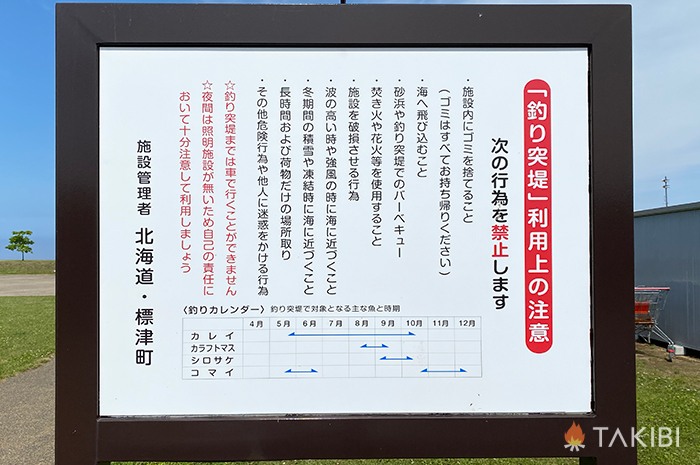 「釣り突堤」利用上の注意
次の行為を禁止します
・施設内にゴミを捨てること
（ゴミはすべてお持ち帰りください）
・海へ飛び込むこと
・砂浜や釣り突堤でのバーベキュー
・焚き火や花火等を使用すること
・施設を破損させる行為
・波の高い時や強風の時に海に近づくこと
・冬期間の積雪や凍結時に海に近づくこと
・長時間および荷物だけの場所取り
・その他危険行為や他人に迷惑をかける行為
☆釣り突堤までは車で行くことができません
☆夜間は照明施設が無いため自己の責任に
おいて十分注意して利用しましょう
施設管理者 北海道・標津町
〈釣りカレンダー〉釣り突堤で対象となる主な魚と時期
4月 5月 6月 7月 8月 9月 10月 11月 12月
カレイ
カラフトマス
シロサケ
コマイ
TAKIBI